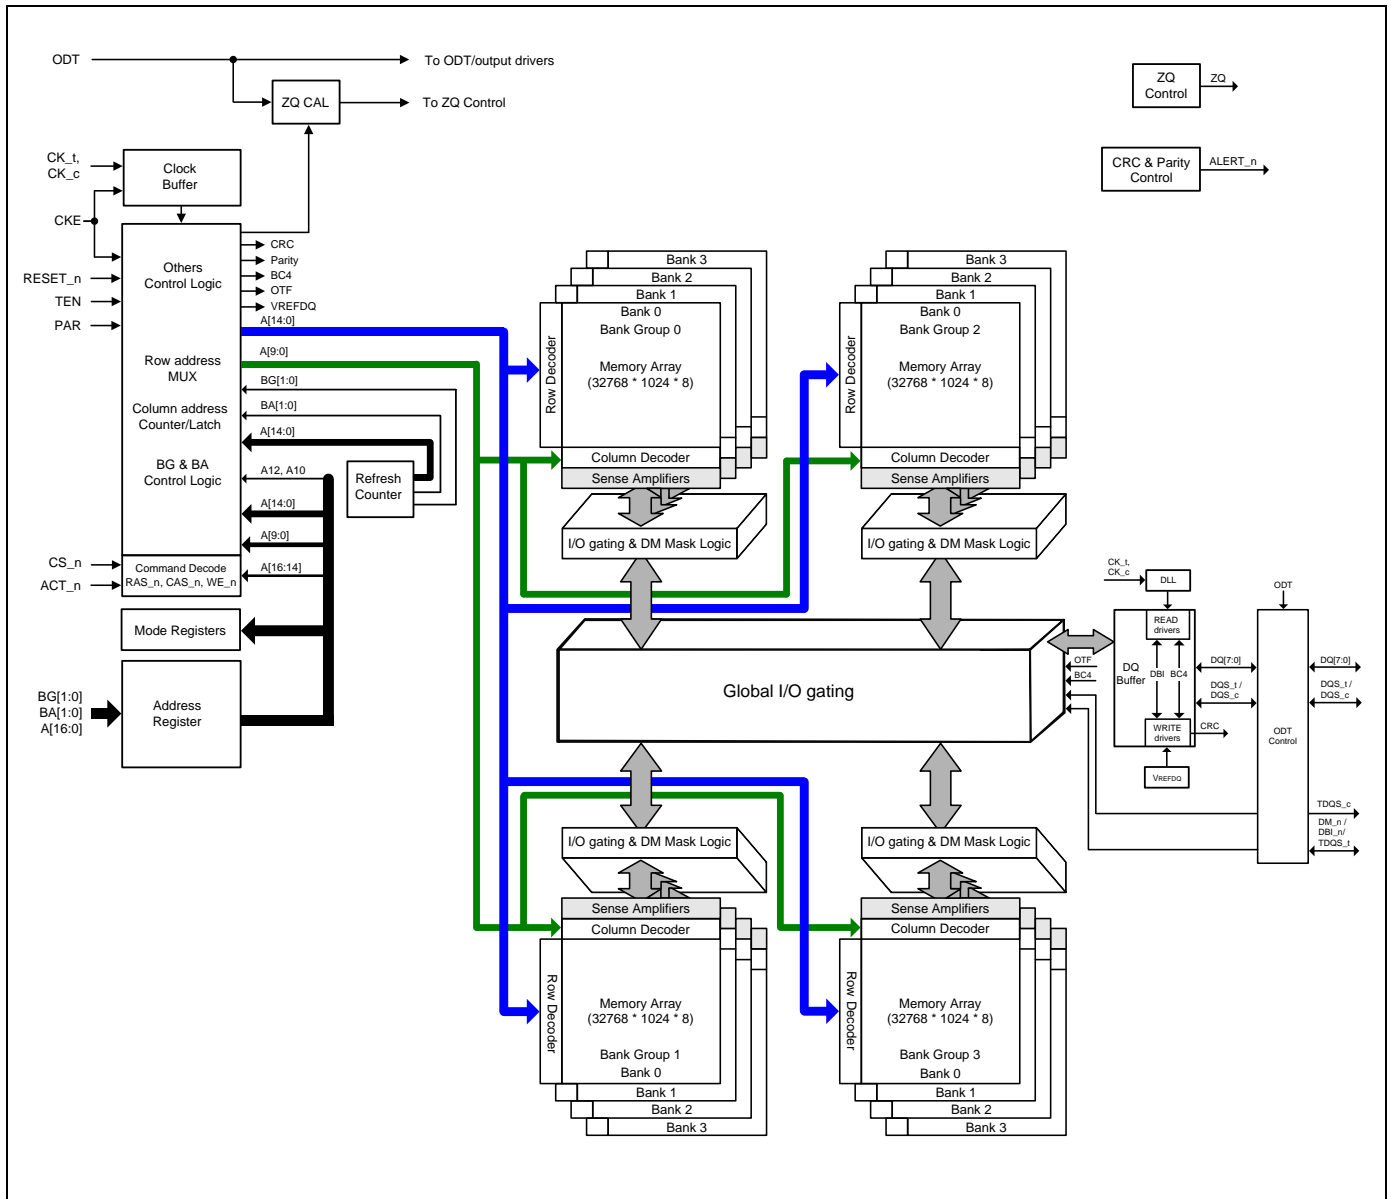 ODT
To ODT/output drivers
ZQ CAL
To ZQ Control
ZQ
Control
ZQ
CRC & Parity
Control
ALERT_n
CK_t,
CK_c
Clock
Buffer
CKE
RESET_n
TEN
PAR
Others
Control Logic
Row address
MUX
Column address
Counter/Latch
BG & BA
Control Logic
CRC
Parity
BC4
OTF
VREFDQ
A[14:0]
A[9:0]
BG[1:0]
BA[1:0]
A[14:0]
A12, A10
A[14:0]
A[9:0]
A[16:14]
Refresh
Counter
CS_n
ACT_n
Command Decode
RAS_n, CAS_n, WE_n
Mode Registers
BG[1:0]
BA[1:0]
A[16:0]
Address
Register
Bank 3
Bank 2
Bank 1
Bank 0
Bank Group 0
Memory Array
(32768 * 1024 * 8)
Row Decoder
Column Decoder
Sense Amplifiers
I/O gating & DM Mask Logic
Bank 3
Bank 2
Bank 1
Bank 0
Bank Group 2
Memory Array
(32768 * 1024 * 8)
Row Decoder
Column Decoder
Sense Amplifiers
I/O gating & DM Mask Logic
Global I/O gating
OTF
BC4
CK_t,
CK_c
DLL
READ
drivers
DQ
Buffer
DBI
BC4
WRITE
drivers
CRC
VREFDQ
DQ[7:0]
DQS_t /
DQS_c
ODT
ODT
Control
DQ[7:0]
DQS_t /
DQS_c
TDQS_c
DM_n /
DBI_n/
TDQS_t
I/O gating & DM Mask Logic
Sense Amplifiers
Column Decoder
Row Decoder
Memory Array
(32768 * 1024 * 8)
Bank Group 1
Bank 0
Bank 1
Bank 2
Bank 3
I/O gating & DM Mask Logic
Sense Amplifiers
Column Decoder
Row Decoder
Memory Array
(32768 * 1024 * 8)
Bank Group 3
Bank 0
Bank 1
Bank 2
Bank 3